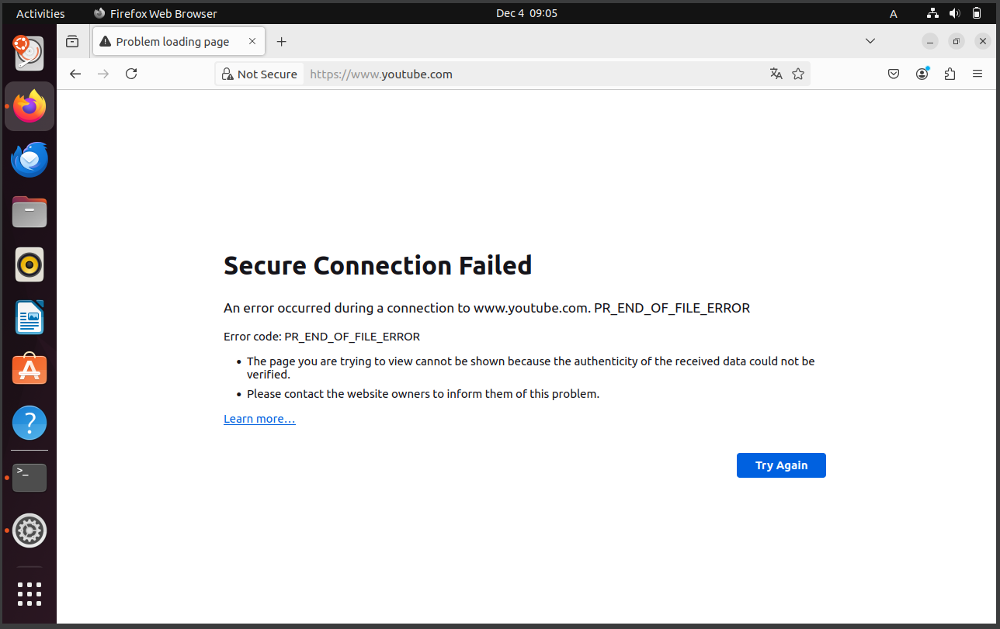 Activities
Firefox Web Browser
Dec 4 09:05
A
Problem loading page
Not Secure
https://www.youtube.com
Secure Connection Failed
An error occurred during a connection to www.youtube.com. PR_END_OF_FILE_ERROR
Error code: PR_END_OF_FILE_ERROR
• The page you are trying to view cannot be shown because the authenticity of the received data could not be
verified.
• Please contact the website owners to inform them of this problem.
Learn more…
Try Again